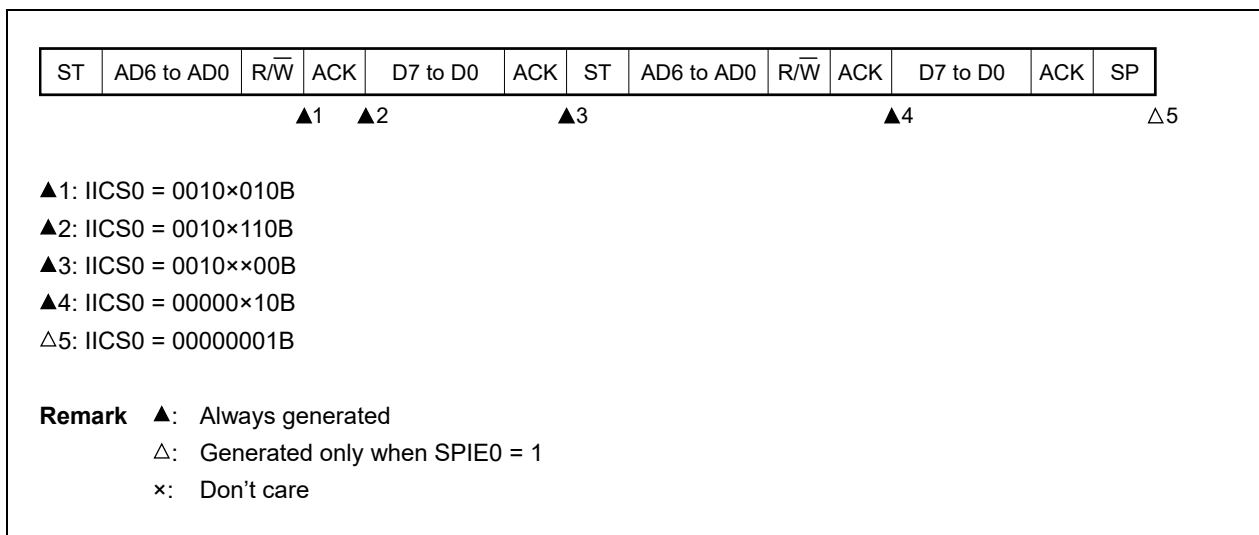 ST AD6 to AD0 R/W̅ ACK D7 to D0 ACK ST AD6 to AD0 R/W̅ ACK D7 to D0 ACK SP
▲1 ▲2 ▲3 ▲4 △5
▲1: IICS0 = 0010×010B
▲2: IICS0 = 0010×110B
▲3: IICS0 = 0010××00B
▲4: IICS0 = 00000×10B
△5: IICS0 = 00000001B
Remark ▲: Always generated
△: Generated only when SPIE0 = 1
×: Don't care